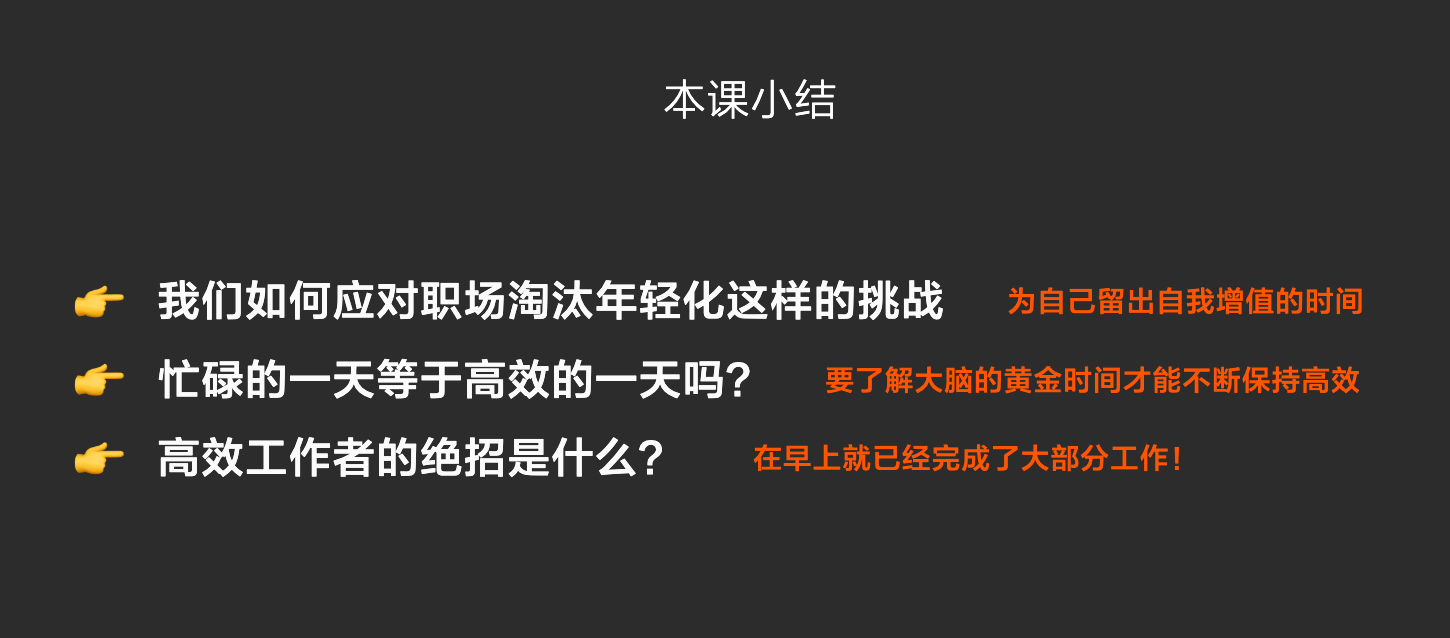 本课小结
👉 我们如何应对职场淘汰年轻化这样的挑战 为自己留出自我增值的时间
👉 忙碌的一天等于高效的一天吗? 要了解大脑的黄金时间才能不断保持高效
👉 高效工作者的绝招是什么? 在早上就已经完成了大部分工作!